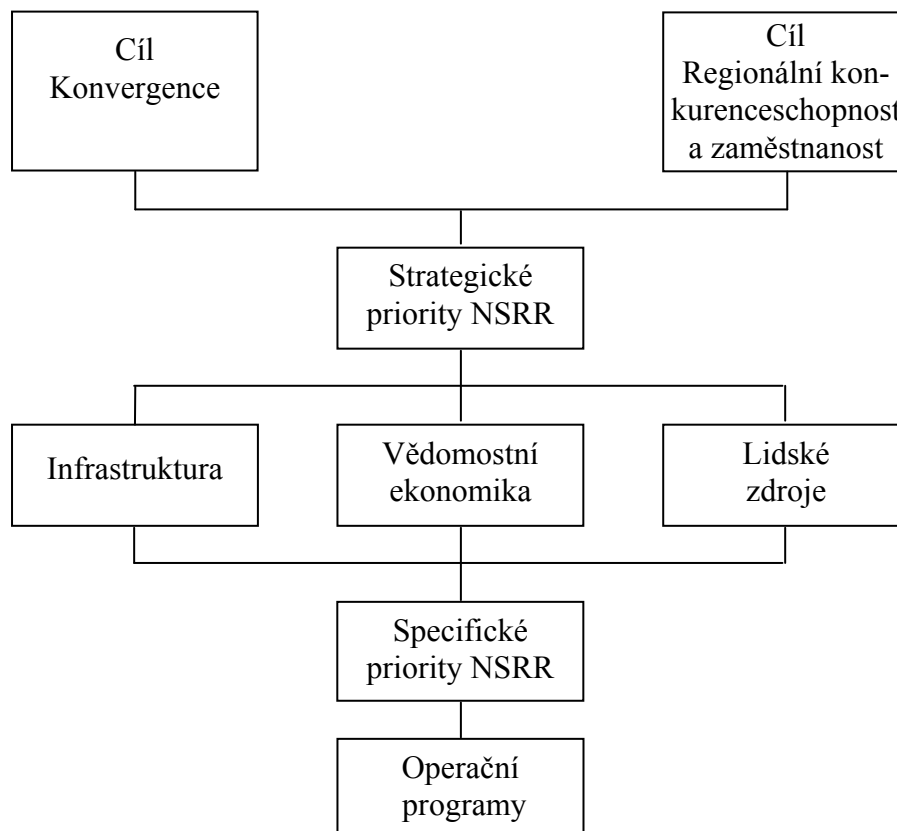 Cíl
Konvergence
Cíl
Regionální kon-
kurenceschopnost
a zaměstnanost
Strategické
priority NSRR
Infrastruktura
Vědomostní
ekonomika
Lidské
zdroje
Specifické
priority NSRR
Operační
programy